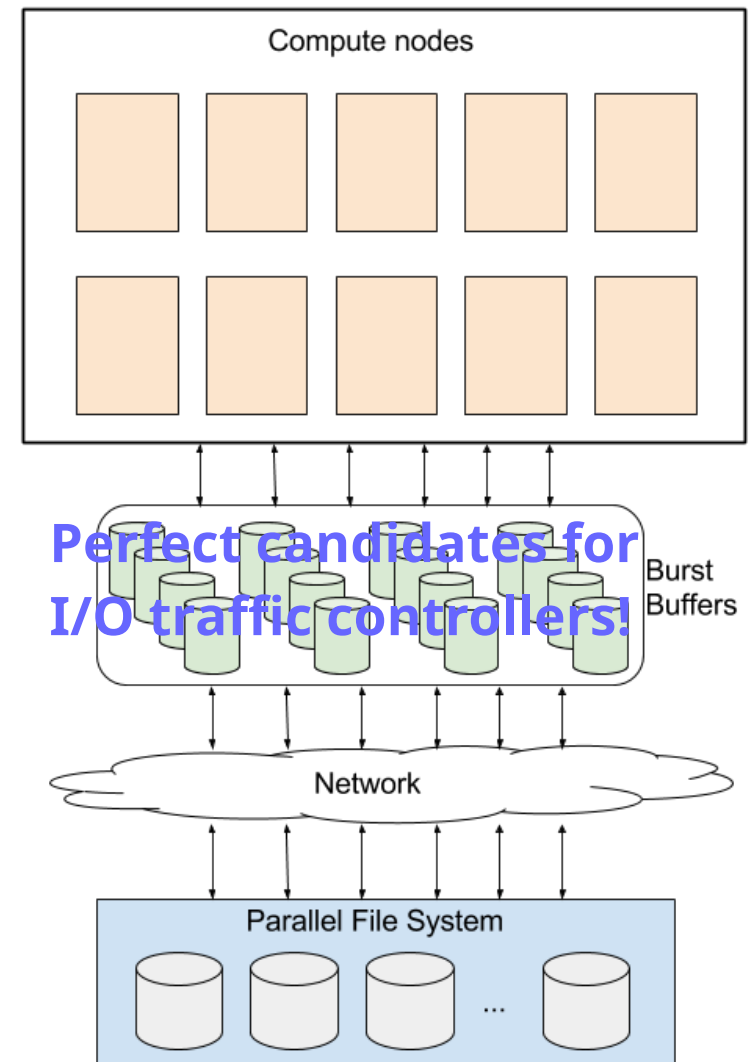 Compute nodes
Perfect candidates for
I/O traffic controllers!
Burst
Buffers
Network
Parallel File System
...